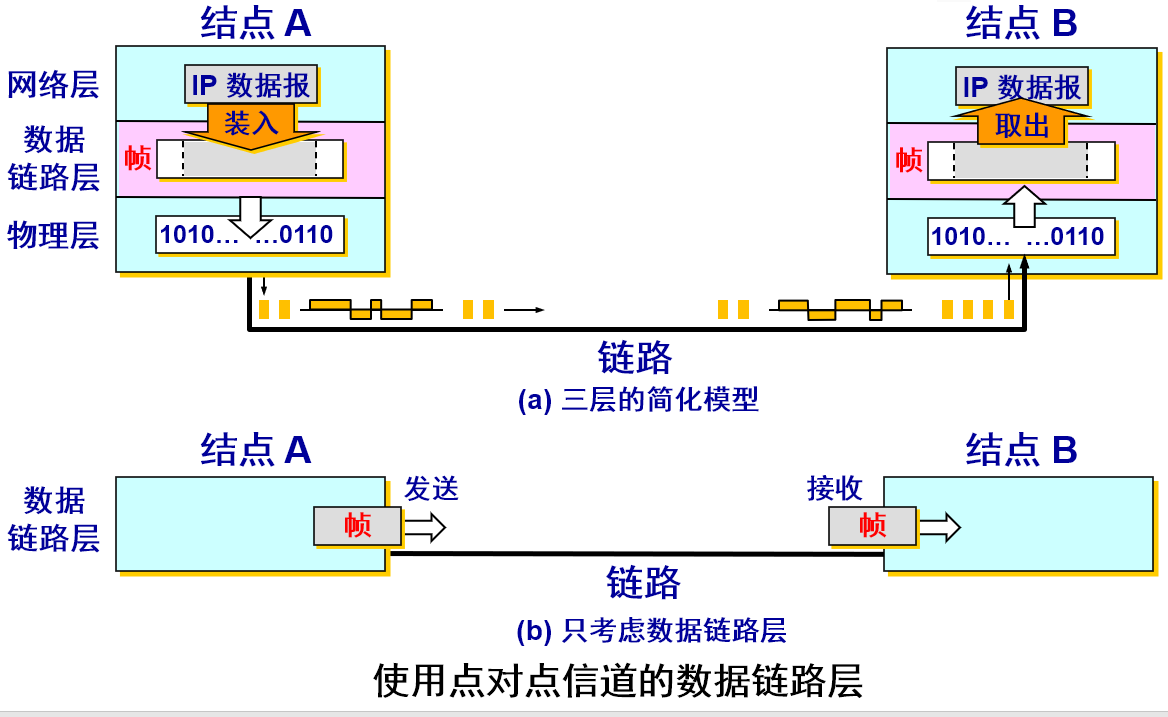 结点 A
结点 B
网络层
IP 数据报
IP 数据报
装入
取出
数据
链路层
帧
帧
物理层
1010… …0110
1010… …0110
链路
(a) 三层的简化模型
结点 A
结点 B
数据
链路层
发送
接收
帧
帧
链路
(b) 只考虑数据链路层
使用点对点信道的数据链路层